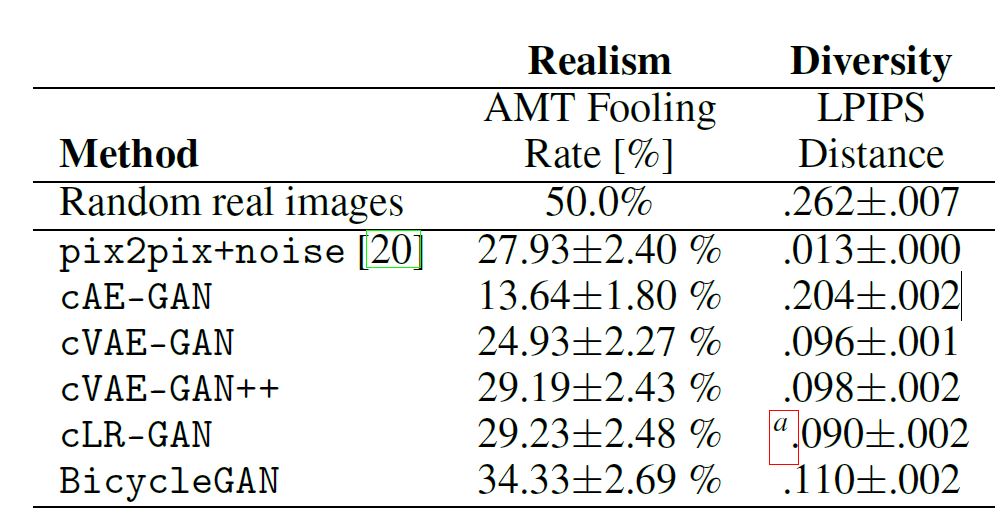 Realism Diversity
AMT Fooling LPIPS
Method Rate [%] Distance
Random real images 50.0% .262±.007
pix2pix+noise [20] 27.93±2.40 % .013±.000
cAE-GAN 13.64±1.80 % .204±.002
cVAE-GAN 24.93±2.27 % .096±.001
cVAE-GAN++ 29.19±2.43 % .098±.002
cLR-GAN 29.23±2.48 % a.090±.002
BicycleGAN 34.33±2.69 % .110±.002